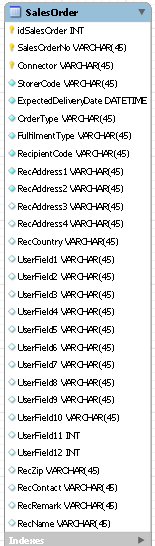 SalesOrder
idSalesOrder INT
SalesOrderNo VARCHAR(45)
Connector VARCHAR(45)
StorerCode VARCHAR(45)
ExpectedDeliveryDate DATETIME
OrderType VARCHAR(45)
FulfilmentType VARCHAR(45)
RecipientCode VARCHAR(45)
RecAddress1 VARCHAR(45)
RecAddress2 VARCHAR(45)
RecAddress3 VARCHAR(45)
RecAddress4 VARCHAR(45)
RecCountry VARCHAR(45)
UserField1 VARCHAR(45)
UserField2 VARCHAR(45)
UserField3 VARCHAR(45)
UserField4 VARCHAR(45)
UserField5 VARCHAR(45)
UserField6 VARCHAR(45)
UserField7 VARCHAR(45)
UserField8 VARCHAR(45)
UserField9 VARCHAR(45)
UserField10 VARCHAR(45)
UserField11 INT
UserField12 INT
RecZip VARCHAR(45)
RecContact VARCHAR(45)
RecRemark VARCHAR(45)
RecName VARCHAR(45)
Indexes